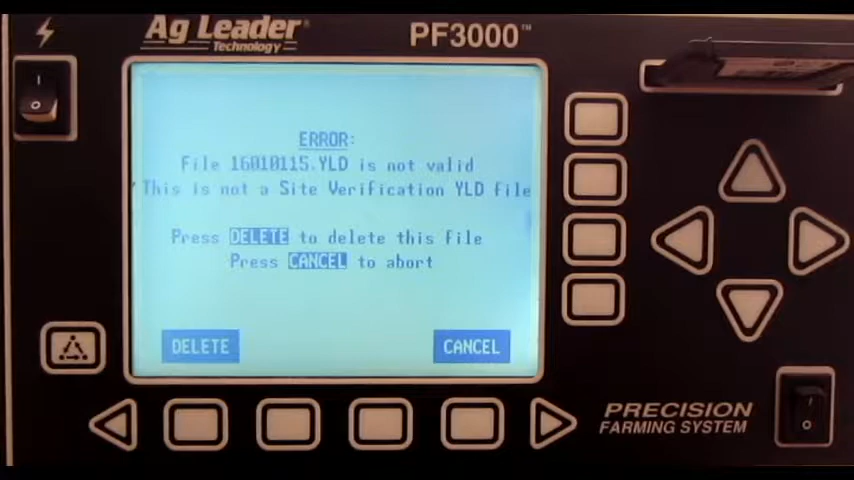 Ag Leader®
Technology
PF3000™
ERROR:
File 16010115.YLD is not valid
This is not a Site Verification YLD file
Press DELETE to delete this file
Press CANCEL to abort
DELETE
CANCEL
PRECISION
FARMING SYSTEM